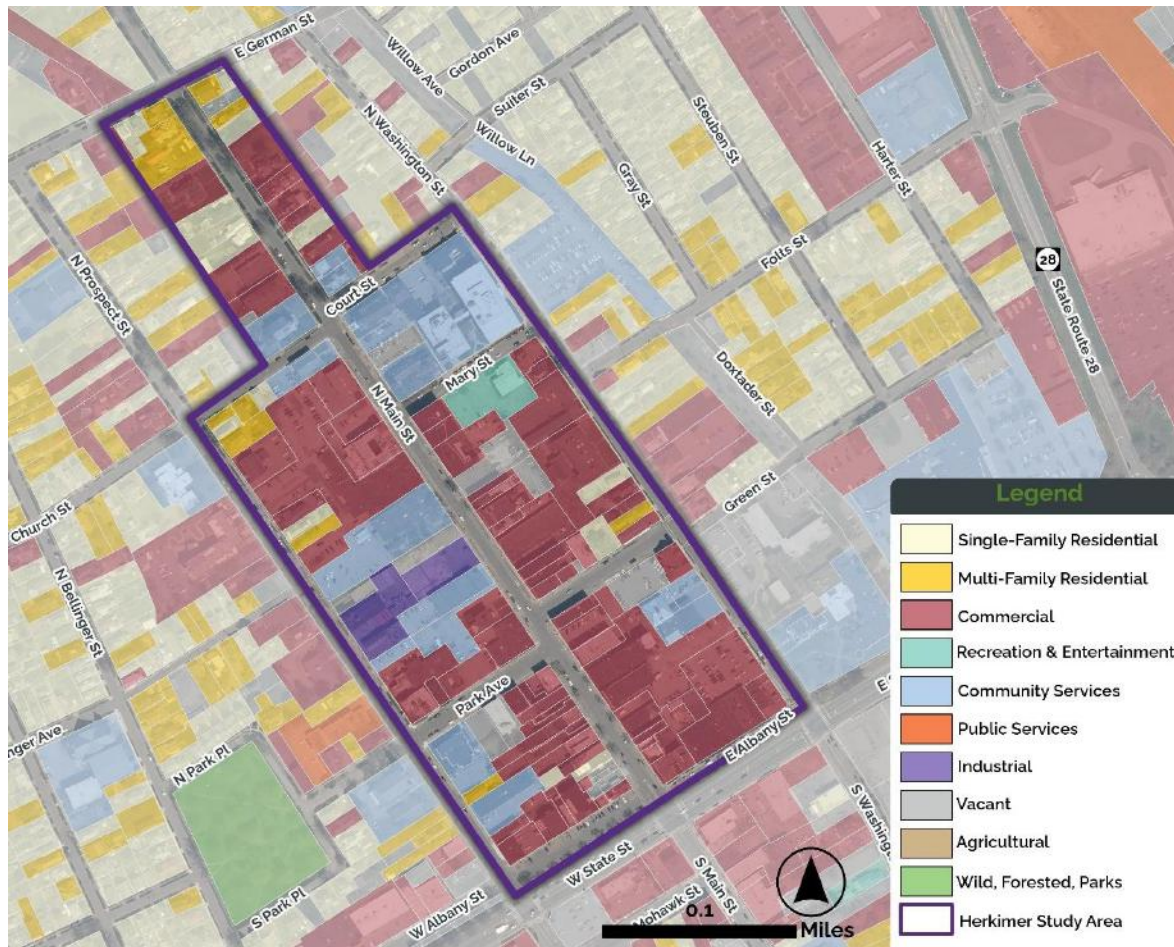 E German St
Willow Ave
Gordon Ave
Suiter St
N Washington St
Willow Ln
Steuben St
Gray St
Harter St
Folts St
28
State Route 28
N Prospect St
Court St
Mary St
N Main St
Doxtader St
Green St
Church St
N Bellinger St
Park Ave
E Albany St
N Park Pl
S Park Pl
W State St
W Albany St
S Main St
Mohawk St
0.1
Miles
Legend
Single-Family Residential
Multi-Family Residential
Commercial
Recreation & Entertainment
Community Services
Public Services
Industrial
Vacant
Agricultural
Wild, Forested, Parks
Herkimer Study Area